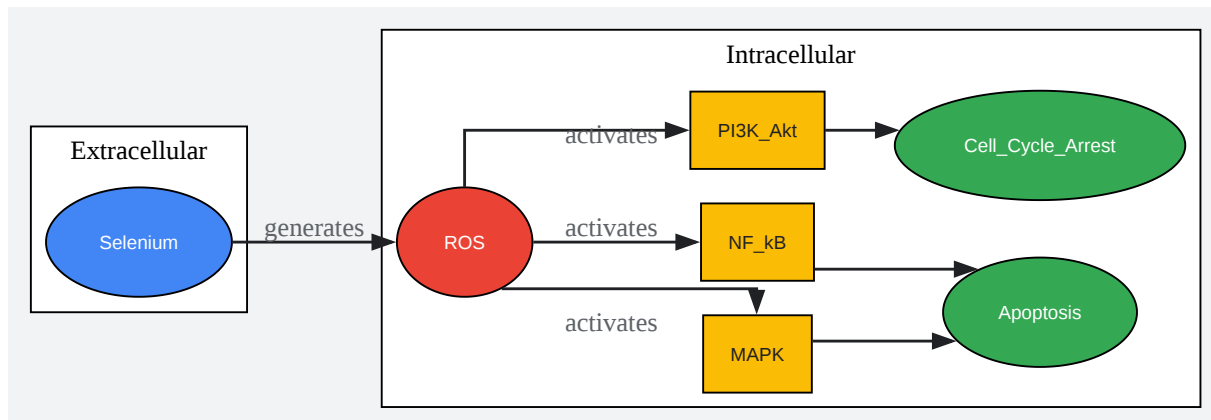 Intracellular
Extracellular
Selenium
generates
ROS
activates
PI3K_Akt
Cell_Cycle_Arrest
activates
NF_kB
Apoptosis
activates
MAPK